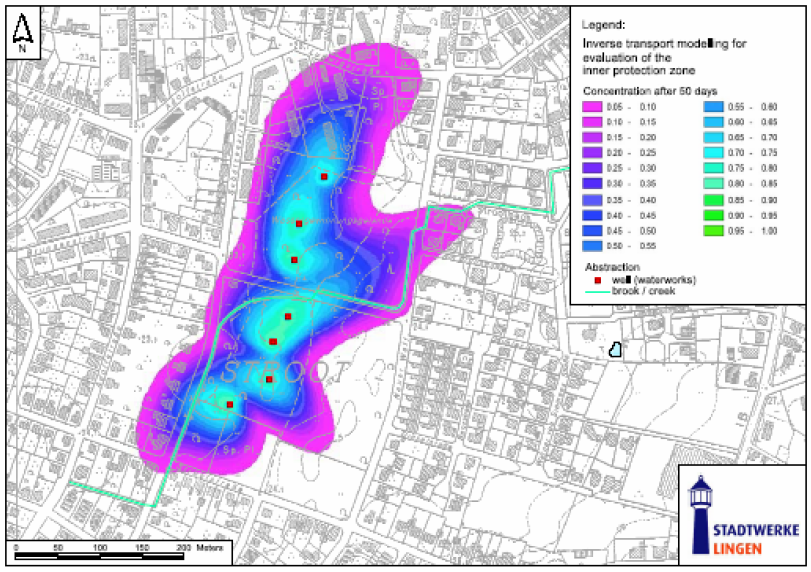 N
Legend:
Inverse transport modelling for
evaluation of the
inner protection zone
Concentration after 50 days
0.05 - 0.10
0.10 - 0.15
0.15 - 0.20
0.20 - 0.25
0.25 - 0.30
0.30 - 0.35
0.35 - 0.40
0.40 - 0.45
0.45 - 0.50
0.50 - 0.55
0.55 - 0.60
0.60 - 0.65
0.65 - 0.70
0.70 - 0.75
0.75 - 0.80
0.80 - 0.85
0.85 - 0.90
0.90 - 0.95
0.95 - 1.00
Abstraction
well (waterworks)
brook / creek
Sp.
Pl
STROOT
Sp. Pl
0 50 100 150 200 Meters
STADTWERKE
LINGEN